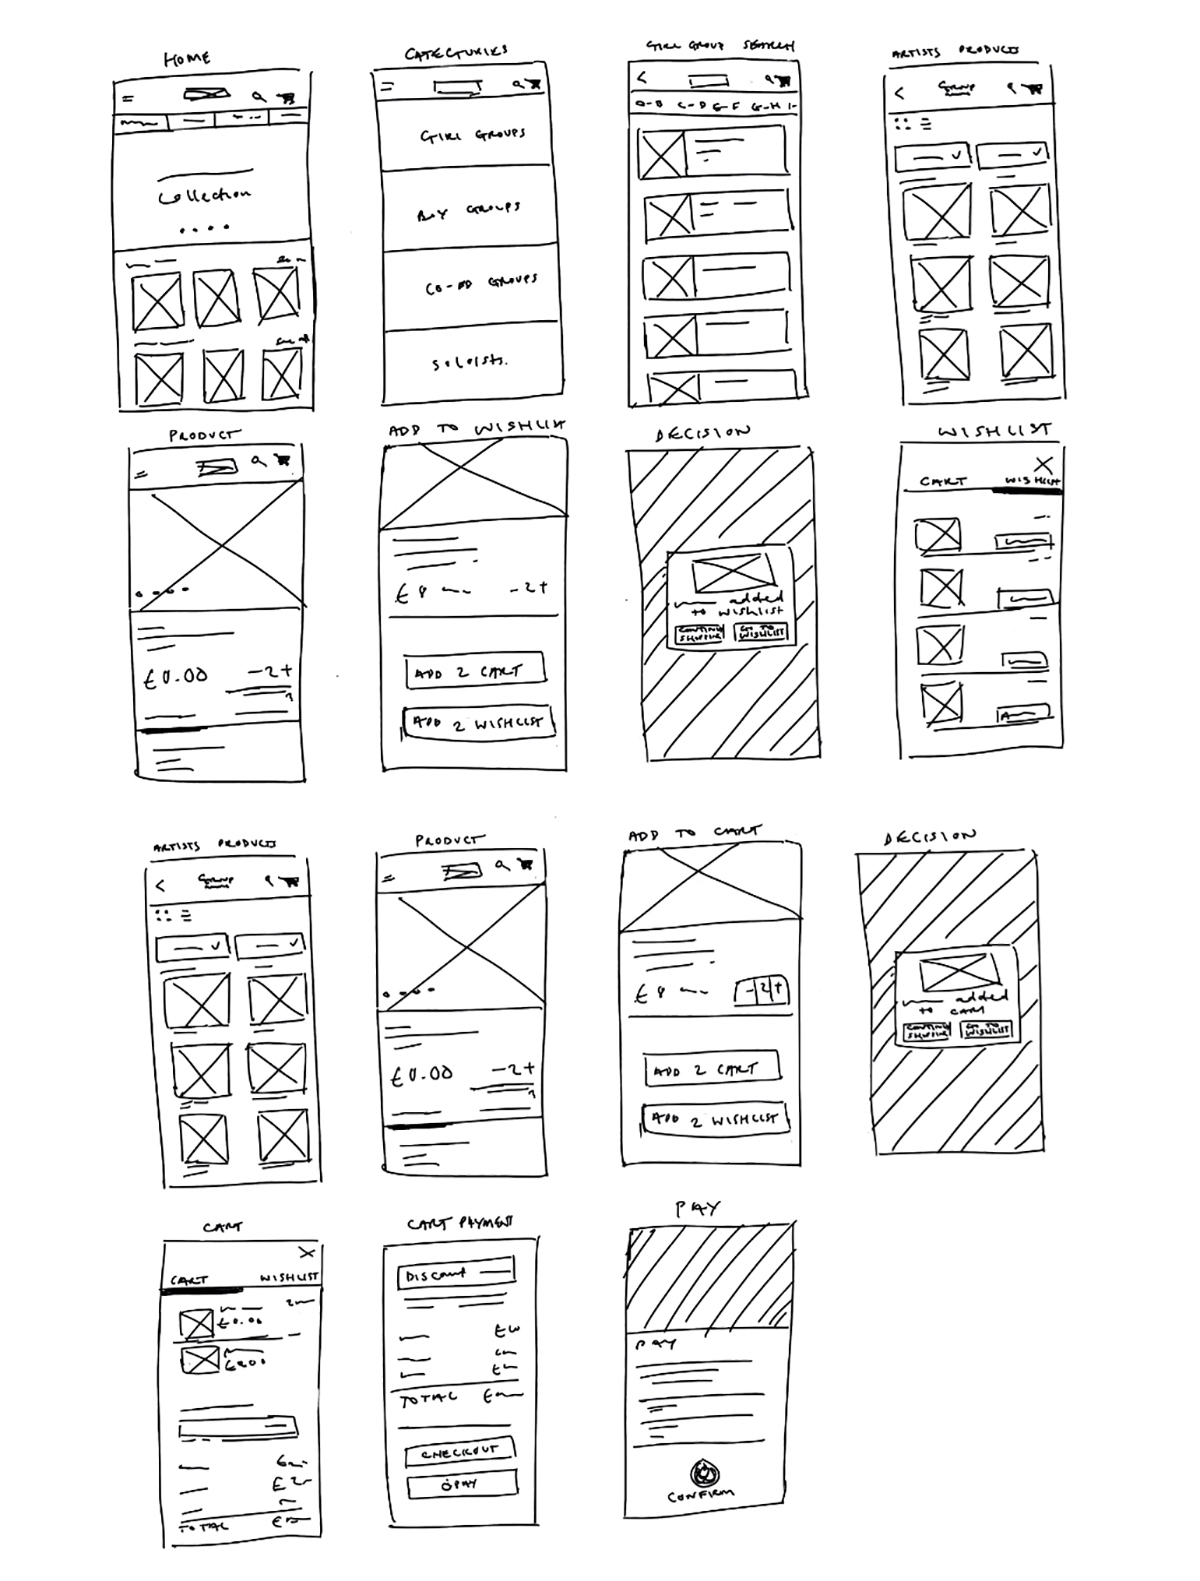 HOME
Collection
CATEGORIES
GIRL GROUPS
BOY GROUPS
CO-ED GROUPS
SOLOISTS.
GIRL GROUP SEARCH
A-B C-D E-F G-H I-
ARTISTS PRODUCTS
GROUP
PRODUCT
£0.00 -2+
ADD TO WISHLIST
£8 -2+
ADD 2 CART
ADD 2 WISHLIST
DECISION
added
to WISHLIST
CONTINUE
SHOPPING
GO TO
WISHLIST
WISHLIST
X
CART WISHLIST
ARTISTS PRODUCTS
GROUP
PRODUCT
£0.00 -2+
ADD TO CART
£8 -2+
ADD 2 CART
ADD 2 WISHLIST
DECISION
added
to CART
CONTINUE
SHOPPING
GO TO
WISHLIST
CART
X
CART WISHLIST
£0.00
TOTAL
CART PAYMENT
DISCOUNT
TOTAL
CHECKOUT
PAY
PAY
CONFIRM